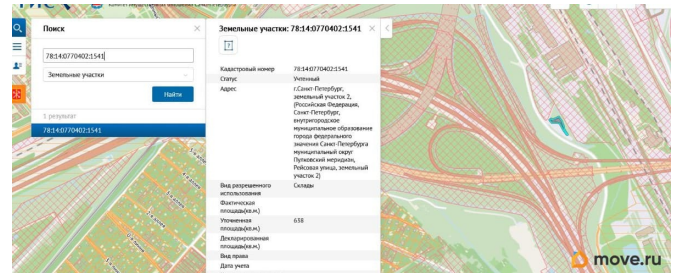 Поиск
78:14:0770402:1541
Земельные участки
Найти
1 результат
78:14:0770402:1541
Земельные участки: 78:14:0770402:1541
Кадастровый номер 78:14:0770402:1541
Статус Учтенный
Адрес г.Санкт-Петербург,
земельный участок 2,
(Российская Федерация,
Санкт-Петербург,
внутригородское
муниципальное образование
города федерального
значения Санкт-Петербурга
муниципальный округ
Пулковский меридиан,
Рейсовая улица, земельный
участок 2)
Вид разрешенного Склады
использования
Фактическая
площадь(кв.м.)
Уточненная 638
площадь(кв.м.)
Декларированная
площадь(кв.м.)
Вид права
Дата учета
move.ru